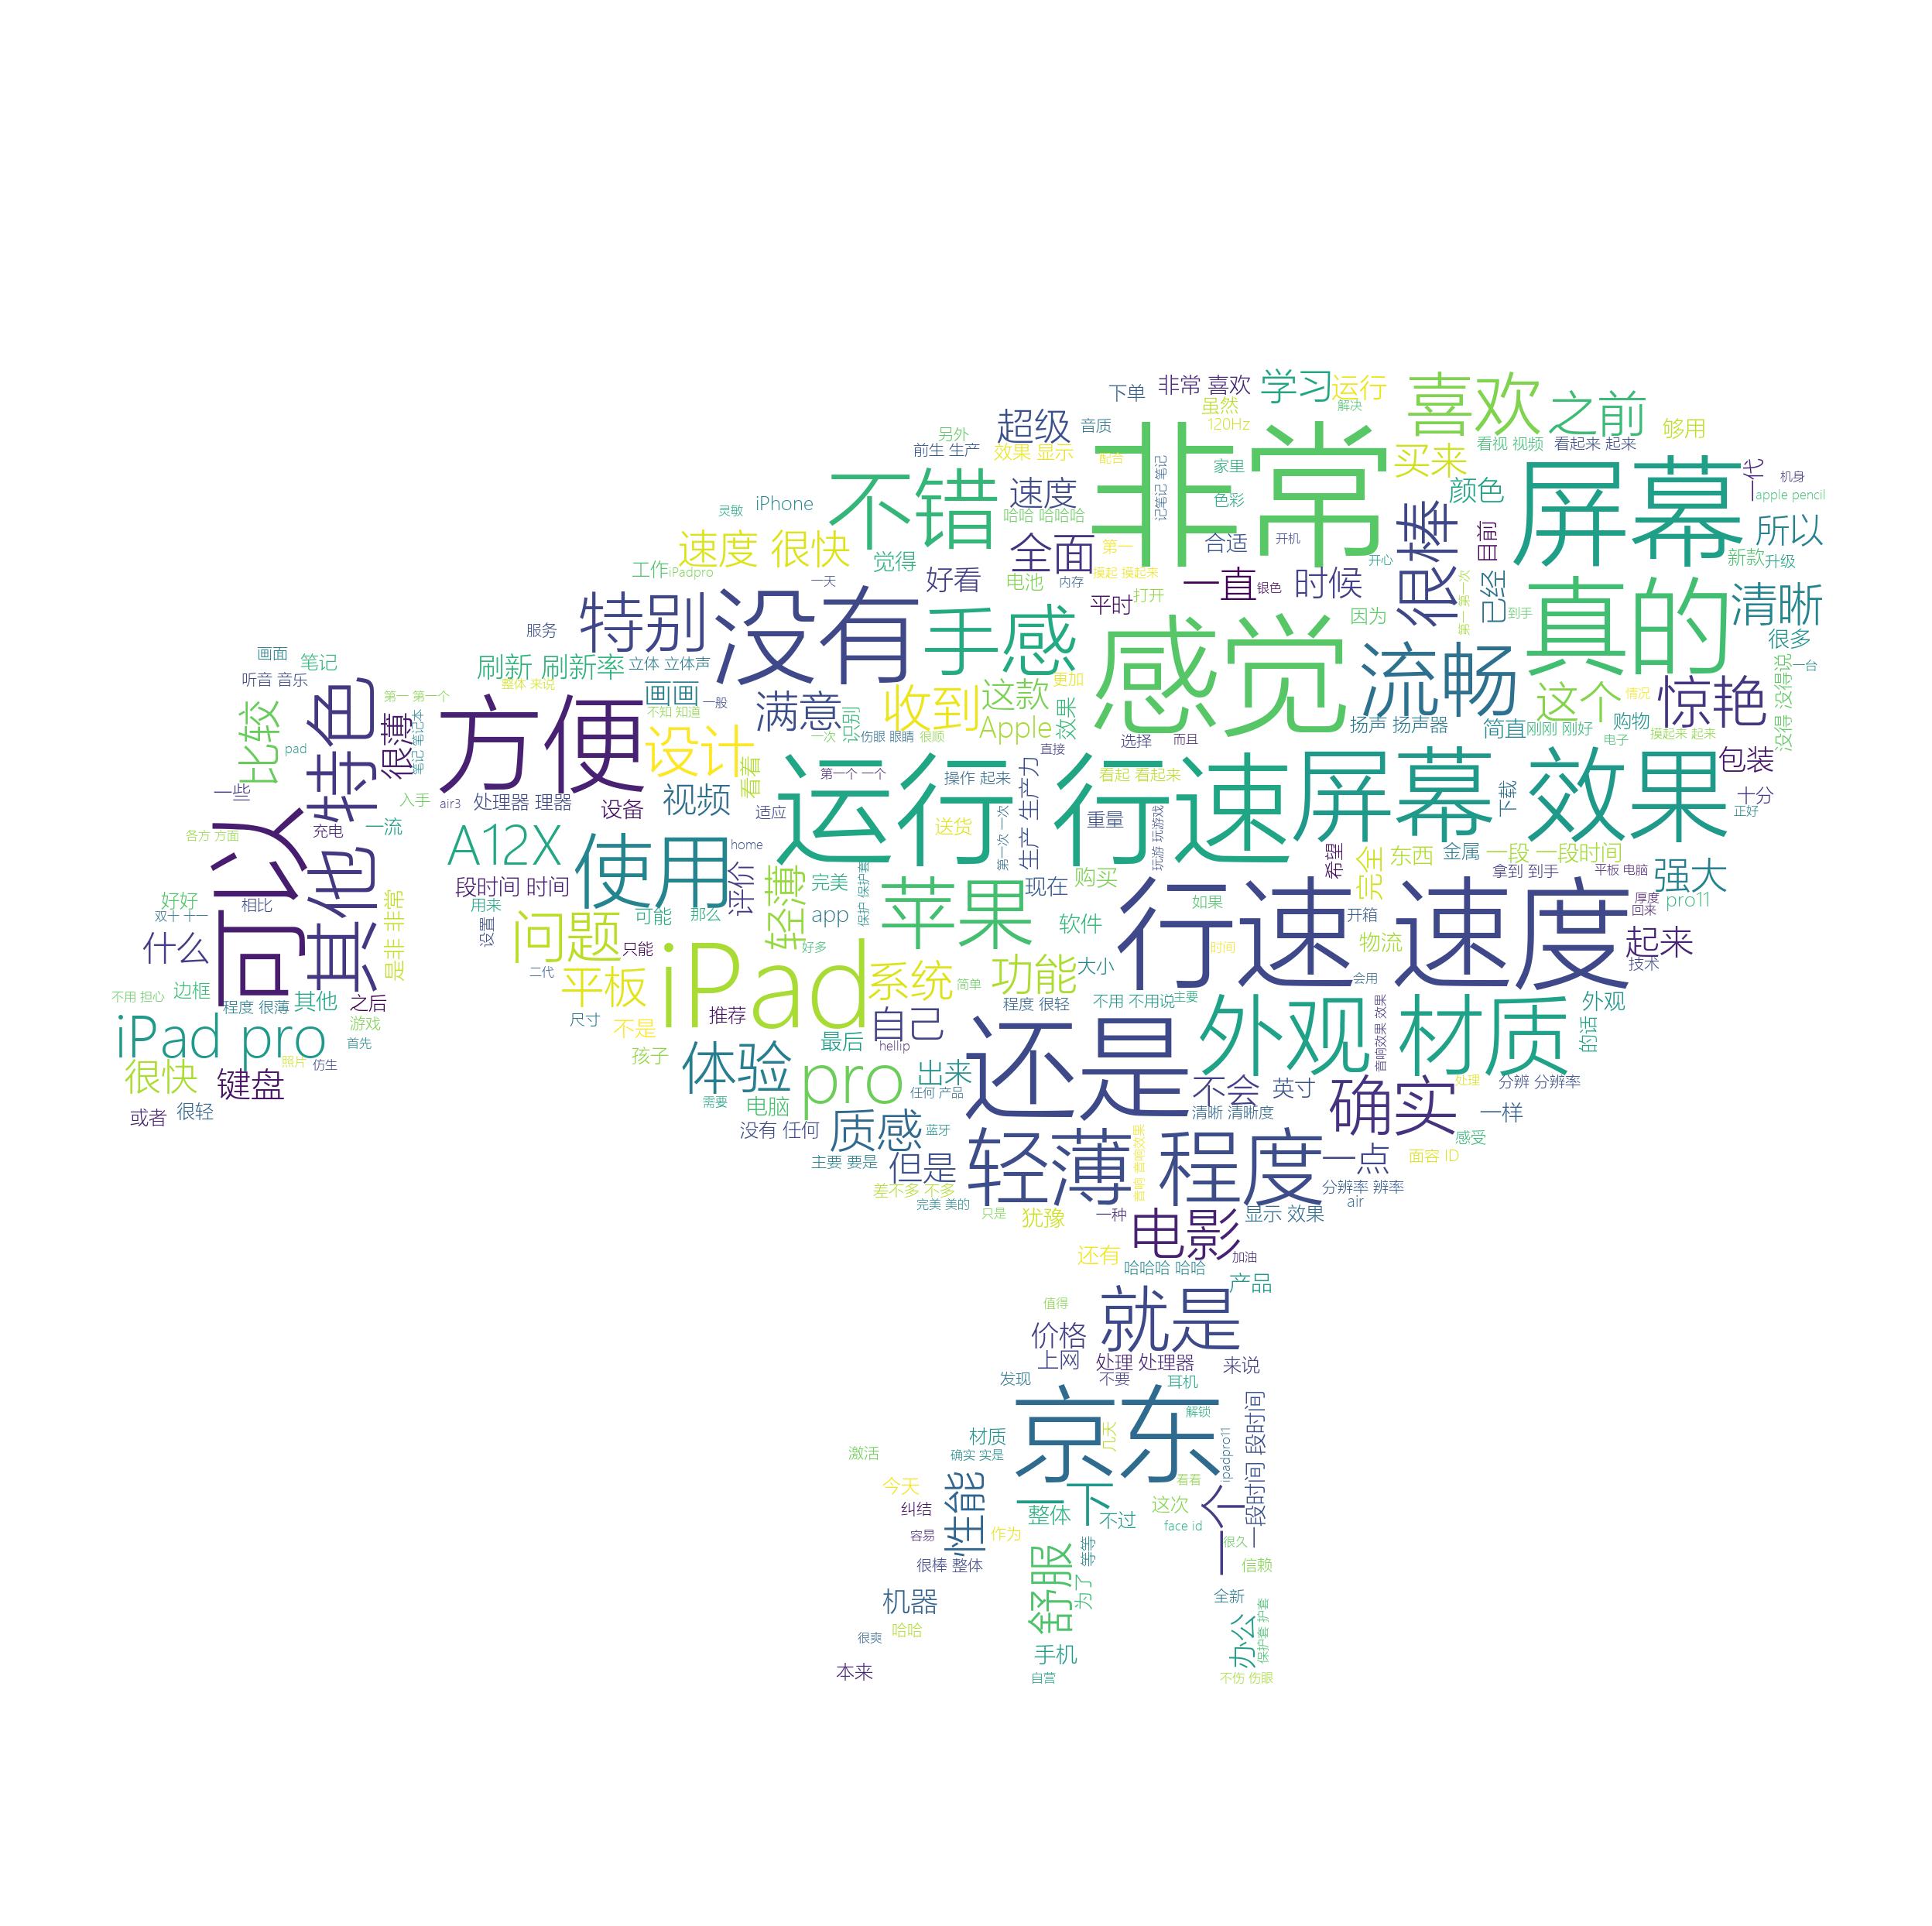 下单
非常 喜欢
学习
运行
解决
喜欢
之前
够用
虽然
120Hz
超级
音质
另外
前生 生产
效果 显示
配合
非常
买来
看视 视频
看起来 起来
屏幕
一代
机身
apple pencil
家里
色彩
记笔记 笔记
不错
速度
哈哈 哈哈哈
颜色
很棒
目前
所以
iPhone
灵敏
速度 很快
觉得
全面
第一
合适
开机
开心
新款
升级
工作
iPadpro
一天
好看
电池
内存
摸起 摸起来
一直
银色
时候
平时
打开
第一 第一次
已经
到手
真的
清晰
因为
很多
特别
没有
手感
感觉
流畅
服务
画面
笔记
听音 音乐
刷新 刷新率
立体 立体声
整体 来说
第一 第一个
画画
一般
不知 知道
满意
收到
这款
更加
Apple
效果
识别
一次
伤眼 眼睛
很顺
这个
情况
惊艳
没得 没得说
一台
扬声 扬声器
简直
刚刚 刚好
购物
电子
摸起来 起来
选择
而且
直接
比较
pad
特色
很薄
笔记 笔记本
方便
设计
看着
一些
入手
air3
处理器 理器
设备
视频
适应
第一个 一个
操作 起来
看起 看起来
运行 行速
屏幕 效果
包装
下载
十分
正好
可以
其他
充电
一流
各方 方面
A12X
使用
home
送货
第一次 一次
生产 生产力
重量
玩游 玩游戏
希望
完全
东西
金属
一段 一段时间
拿到 到手
平板 电脑
强大
pro11
厚度
回来
段时间 时间
用来
评价
轻薄
完美
保护 保护套
苹果
现在
购买
好好
双十 十一
相比
是非 非常
设置
问题
可能
那么
app
软件
如果
行速 速度
开箱
物流
起来
技术
什么
只能
好多
iPad
时间
会用
二代
平板
系统
简单
功能
大小
不用 担心
边框
程度 很薄
其他
之后
尺寸
不是
推荐
自己
程度 很轻
不用 不用说
主要
外观 材质
音响效果 效果
外观
的话
iPad pro
游戏
首先
孩子
最后
hellip
还是
很快
照片
仿生
键盘
体验
pro
出来
任何 产品
不会
英寸
确实
处理
分辨 分辨率
或者
很轻
需要
电脑
清晰 清晰度
一样
没有 任何
质感
蓝牙
感受
主要 要是
但是
轻薄 程度
音响 音响效果
一点
面容 ID
差不多 不多
完美 美的
分辨率 辨率
air
只是
犹豫
一种
显示 效果
电影
还有
加油
哈哈哈 哈哈
产品
值得
价格
就是
上网
处理 处理器
来说
发现
不要
耳机
京东
解锁
几天
材质
确实 实是
激活
一段时间 段时间
ipadpro11
今天
性能
一下
看看
纠结
整体
不过
这次
一个
容易
作为
face id
很棒 整体
舒服
等等
很久
信赖
为了
机器
全新
哈哈
很爽
办公
保护套 护套
手机
本来
自营
不伤 伤眼